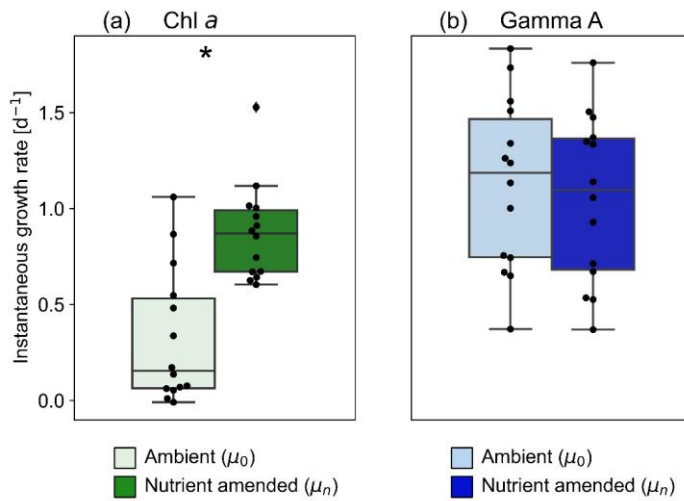 (a) Chl a
(b) Gamma A
*
Instantaneous growth rate [d⁻¹]
1.5
1.0
0.5
0.0
Ambient (μ₀)
Nutrient amended (μₙ)
Ambient (μ₀)
Nutrient amended (μₙ)